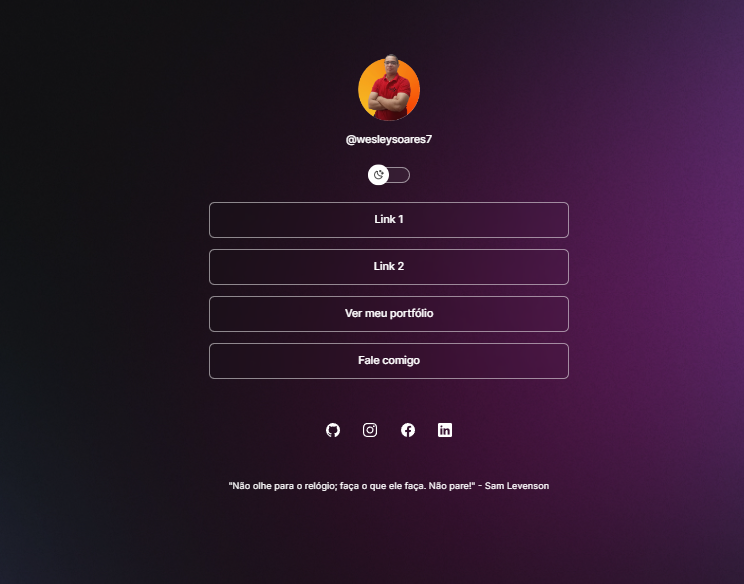 @wesleysoares7
Link 1
Link 2
Ver meu portfólio
Fale comigo
"Não olhe para o relógio; faça o que ele faça. Não pare!" - Sam Levenson